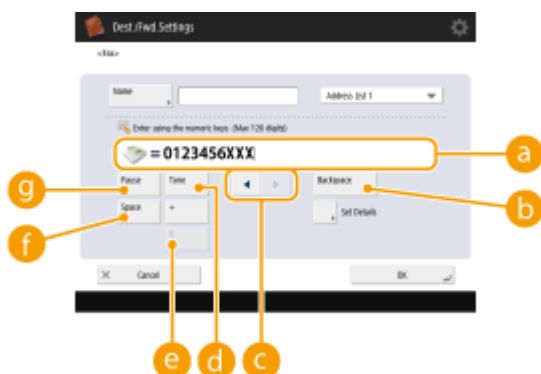 Dest./Fwd.Settings
<Fax>
Name
Address List 1
Enter using the numeric keys. (Max 120 digits)
= 0123456XXX
a
Pause
Tone
Backspace
g
b
Space
+
Set Details
f
Cancel
OK
e
d
c